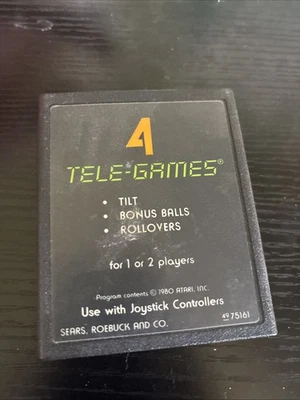 4
TELE-GAMES®
• TILT
• BONUS BALLS
• ROLLOVERS
for 1 or 2 players
Program contents © 1980 ATARI, INC.
Use with Joystick Controllers
SEARS, ROEBUCK AND CO. 49 75161